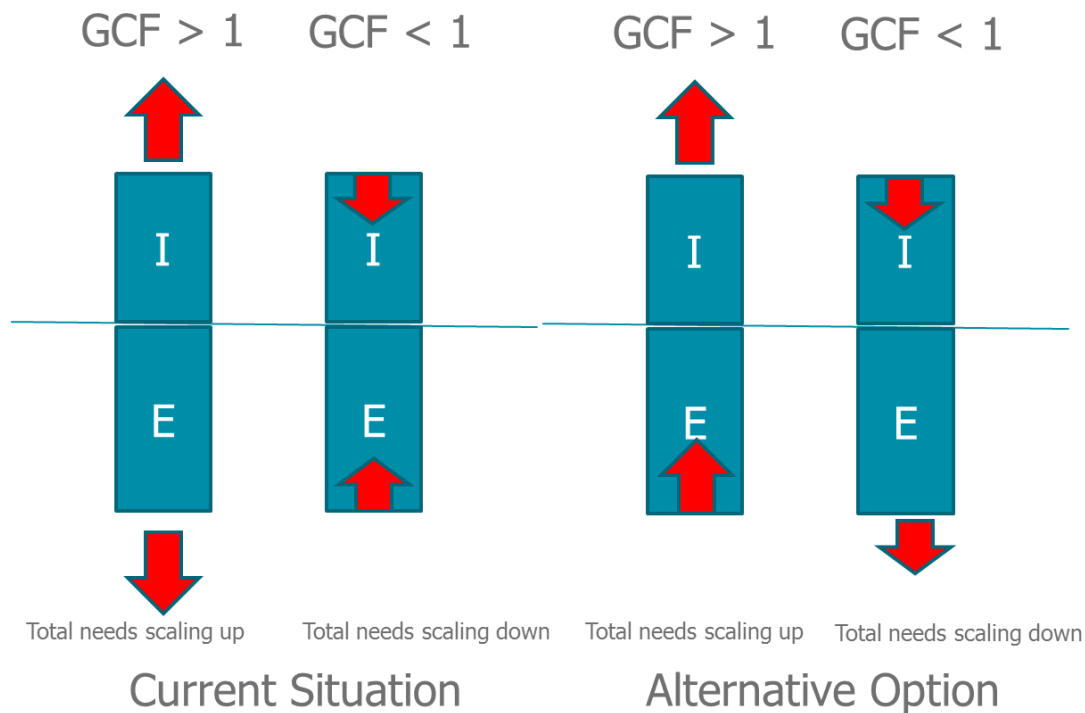 GCF > 1
GCF < 1
GCF > 1
GCF < 1
I
I
I
I
E
E
E
E
Total needs scaling up
Total needs scaling down
Total needs scaling up
Total needs scaling down
Current Situation
Alternative Option